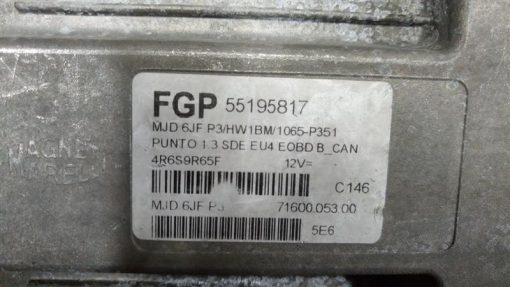 FGP 55195817
MJD 6JF P3/HW1BM/1065-P351
PUNTO 1.3 SDE EU4 EOBD B_CAN
4R6S9R65F 12V=
C146
MJD 6JF P3 71600.053.00
5E6
MAGNETI
MARELLI